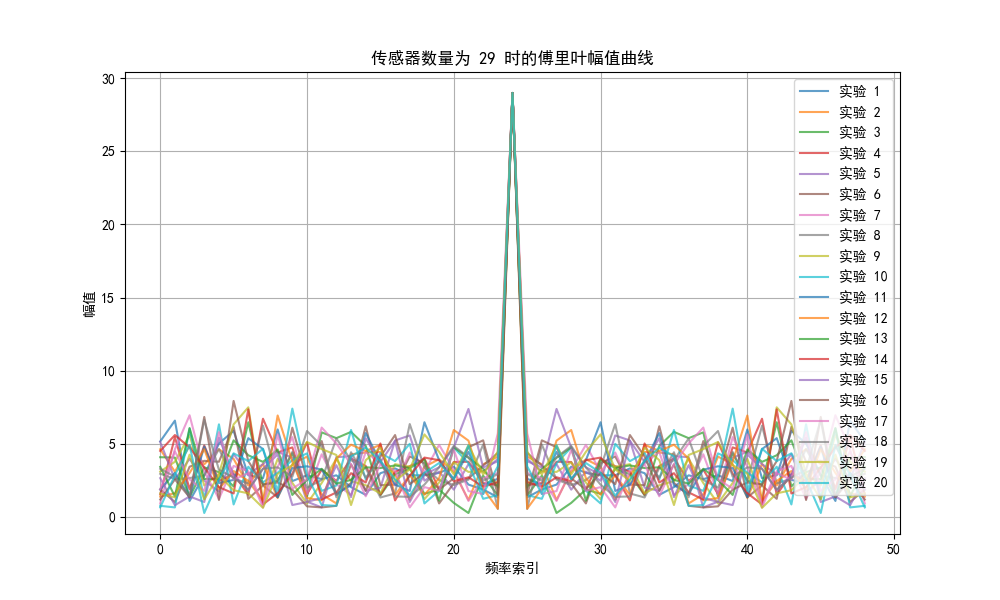 传感器数量为 29 时的傅里叶幅值曲线
幅值
30
25
20
15
10
5
0
0 10 20 30 40 50
频率索引
实验 1
实验 2
实验 3
实验 4
实验 5
实验 6
实验 7
实验 8
实验 9
实验 10
实验 11
实验 12
实验 13
实验 14
实验 15
实验 16
实验 17
实验 18
实验 19
实验 20